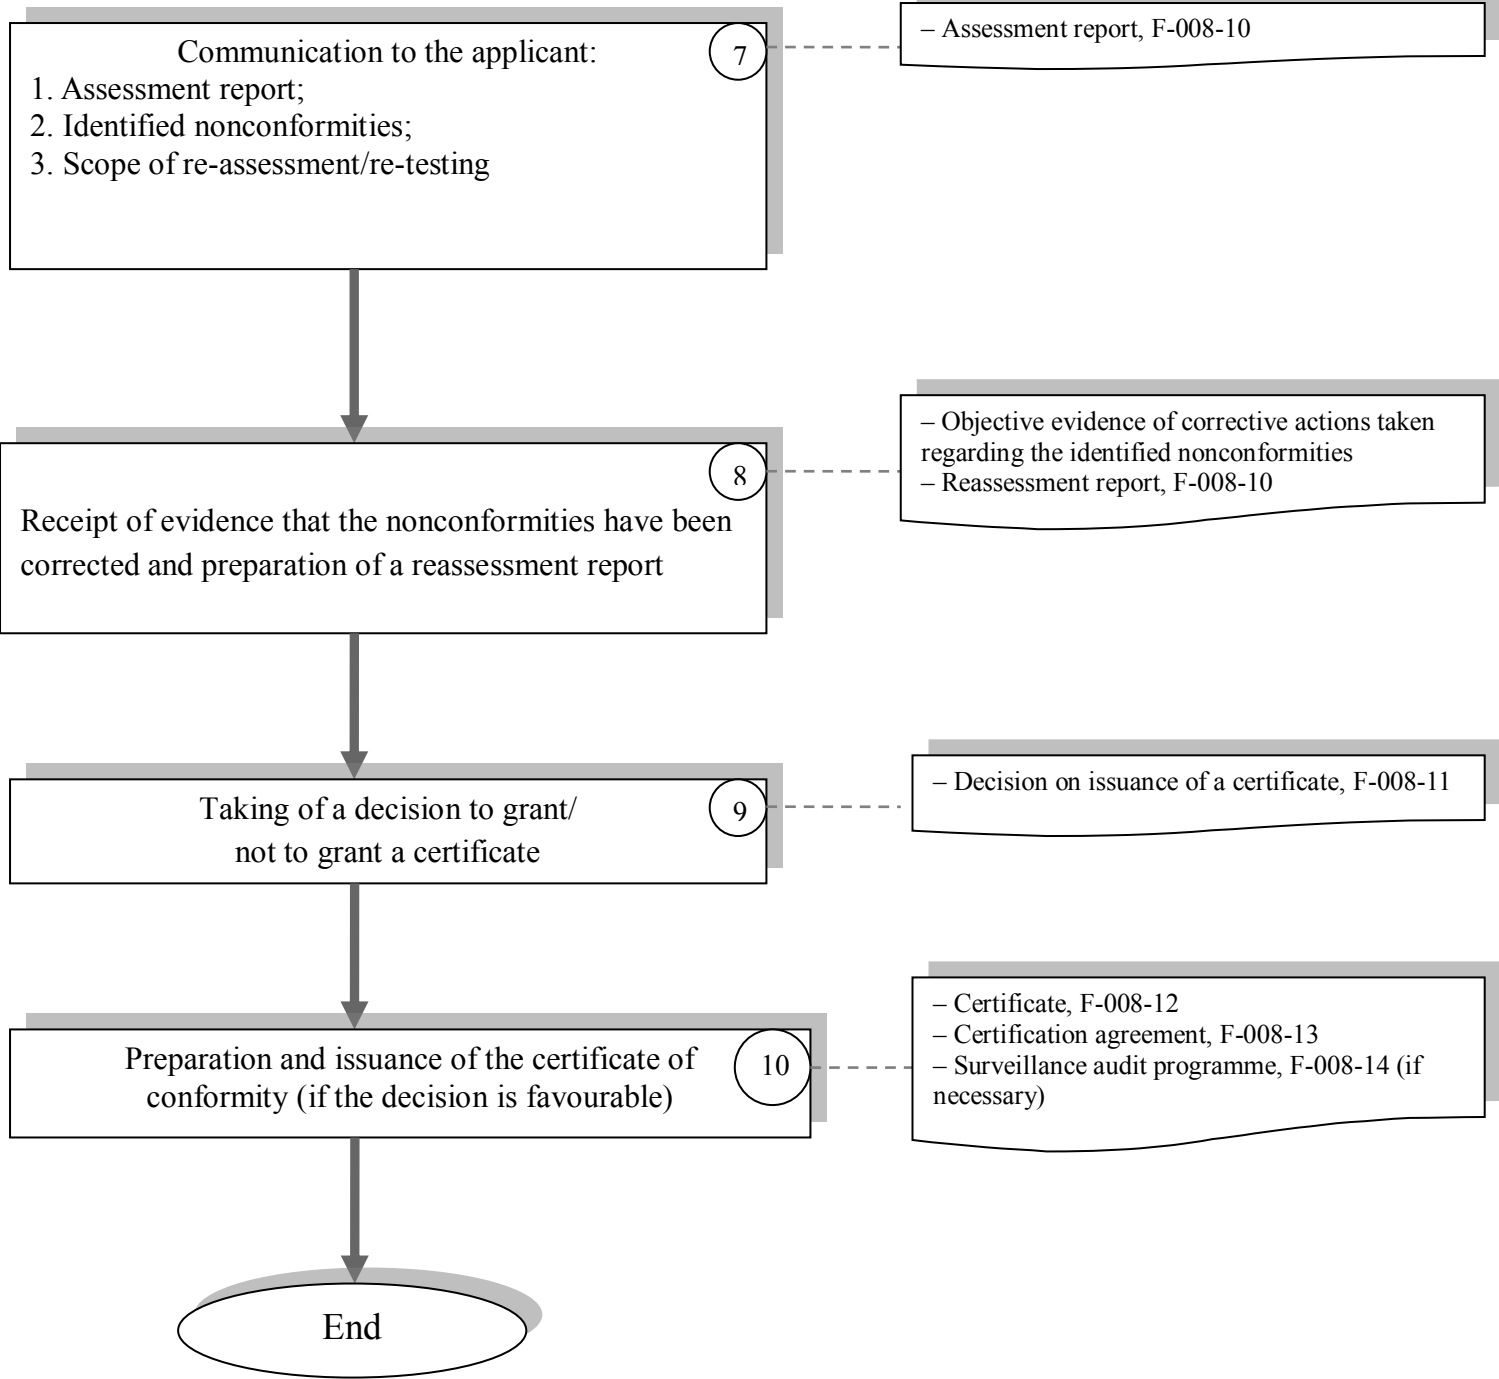 Communication to the applicant:
7
1. Assessment report;
2. Identified nonconformities;
3. Scope of re-assessment/re-testing
– Assessment report, F-008-10
8
Receipt of evidence that the nonconformities have been
corrected and preparation of a reassessment report
– Objective evidence of corrective actions taken
regarding the identified nonconformities
– Reassessment report, F-008-10
Taking of a decision to grant/
not to grant a certificate
9
– Decision on issuance of a certificate, F-008-11
Preparation and issuance of the certificate of
conformity (if the decision is favourable)
10
– Certificate, F-008-12
– Certification agreement, F-008-13
– Surveillance audit programme, F-008-14 (if
necessary)
End